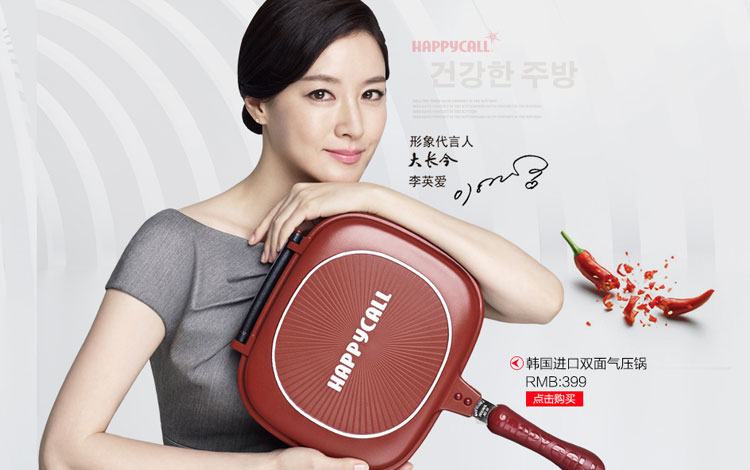 HAPPYCALL
건강한 주방
形象代言人
大长今
李英爱
HAPPYCALL
韩国进口双面气压锅
RMB:399
点击购买